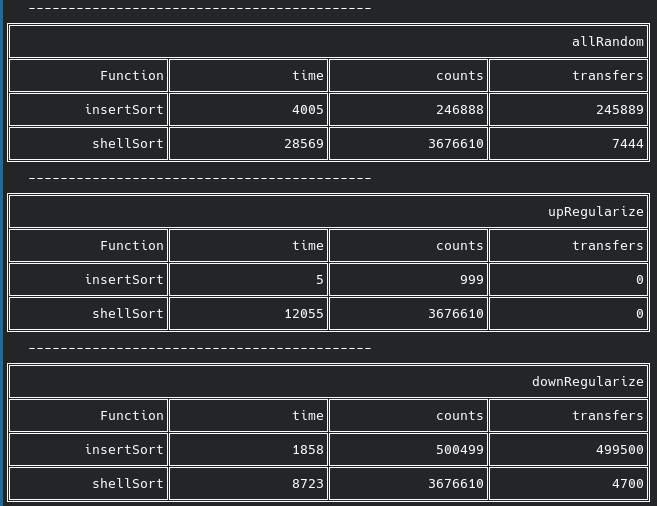 -------------------------------------------
allRandom
Function time counts transfers
insertSort 4005 246888 245889
shellSort 28569 3676610 7444
-------------------------------------------
upRegularize
Function time counts transfers
insertSort 5 999 0
shellSort 12055 3676610 0
-------------------------------------------
downRegularize
Function time counts transfers
insertSort 1858 500499 499500
shellSort 8723 3676610 4700